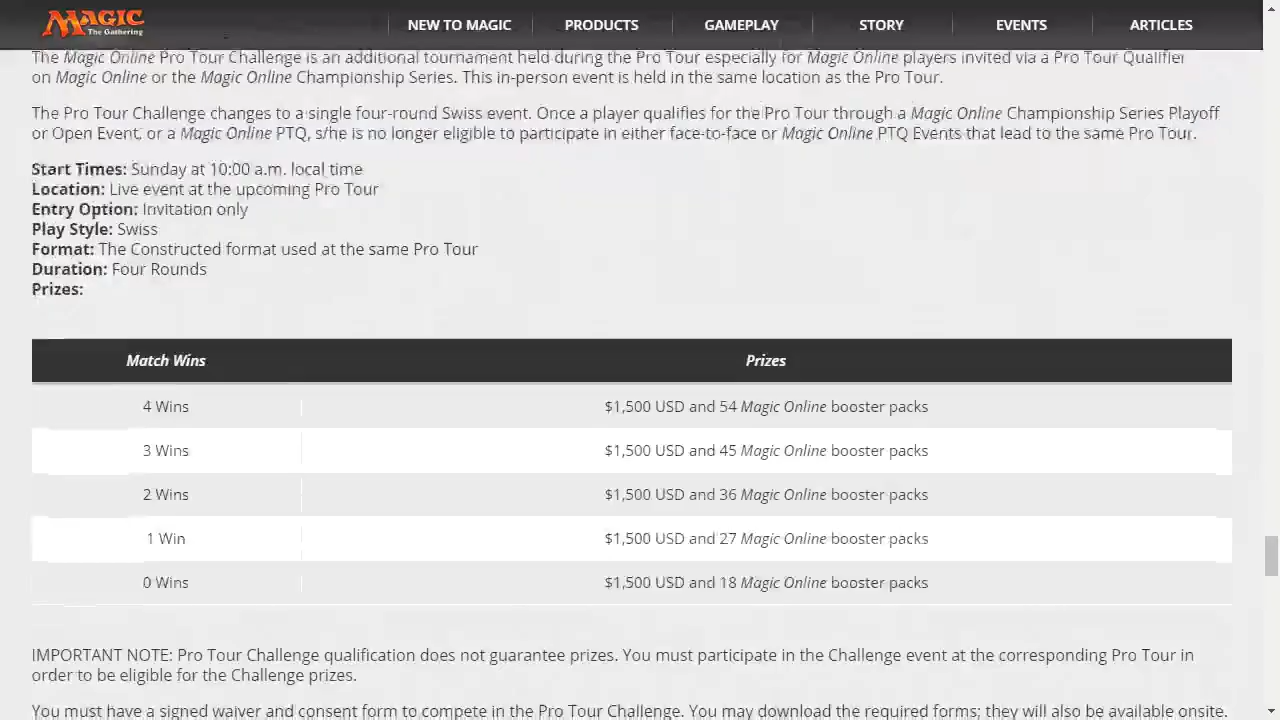 MAGIC
The Gathering
NEW TO MAGIC
PRODUCTS
GAMEPLAY
STORY
EVENTS
ARTICLES
The Magic Online Pro Tour Challenge is an additional tournament held during the Pro Tour especially for Magic Online players invited via a Pro Tour Qualifier
on Magic Online or the Magic Online Championship Series. This in-person event is held in the same location as the Pro Tour.
The Pro Tour Challenge changes to a single four-round Swiss event. Once a player qualifies for the Pro Tour through a Magic Online Championship Series Playoff
or Open Event, or a Magic Online PTQ, s/he is no longer eligible to participate in either face-to-face or Magic Online PTQ Events that lead to the same Pro Tour.
Start Times: Sunday at 10:00 a.m. local time
Location: Live event at the upcoming Pro Tour
Entry Option: Invitation only
Play Style: Swiss
Format: The Constructed format used at the same Pro Tour
Duration: Four Rounds
Prizes:
Match Wins Prizes
4 Wins $1,500 USD and 54 Magic Online booster packs
3 Wins $1,500 USD and 45 Magic Online booster packs
2 Wins $1,500 USD and 36 Magic Online booster packs
1 Win $1,500 USD and 27 Magic Online booster packs
0 Wins $1,500 USD and 18 Magic Online booster packs
IMPORTANT NOTE: Pro Tour Challenge qualification does not guarantee prizes. You must participate in the Challenge event at the corresponding Pro Tour in
order to be eligible for the Challenge prizes.
You must have a signed waiver and consent form to compete in the Pro Tour Challenge. You may download the required forms; they will also be available onsite.